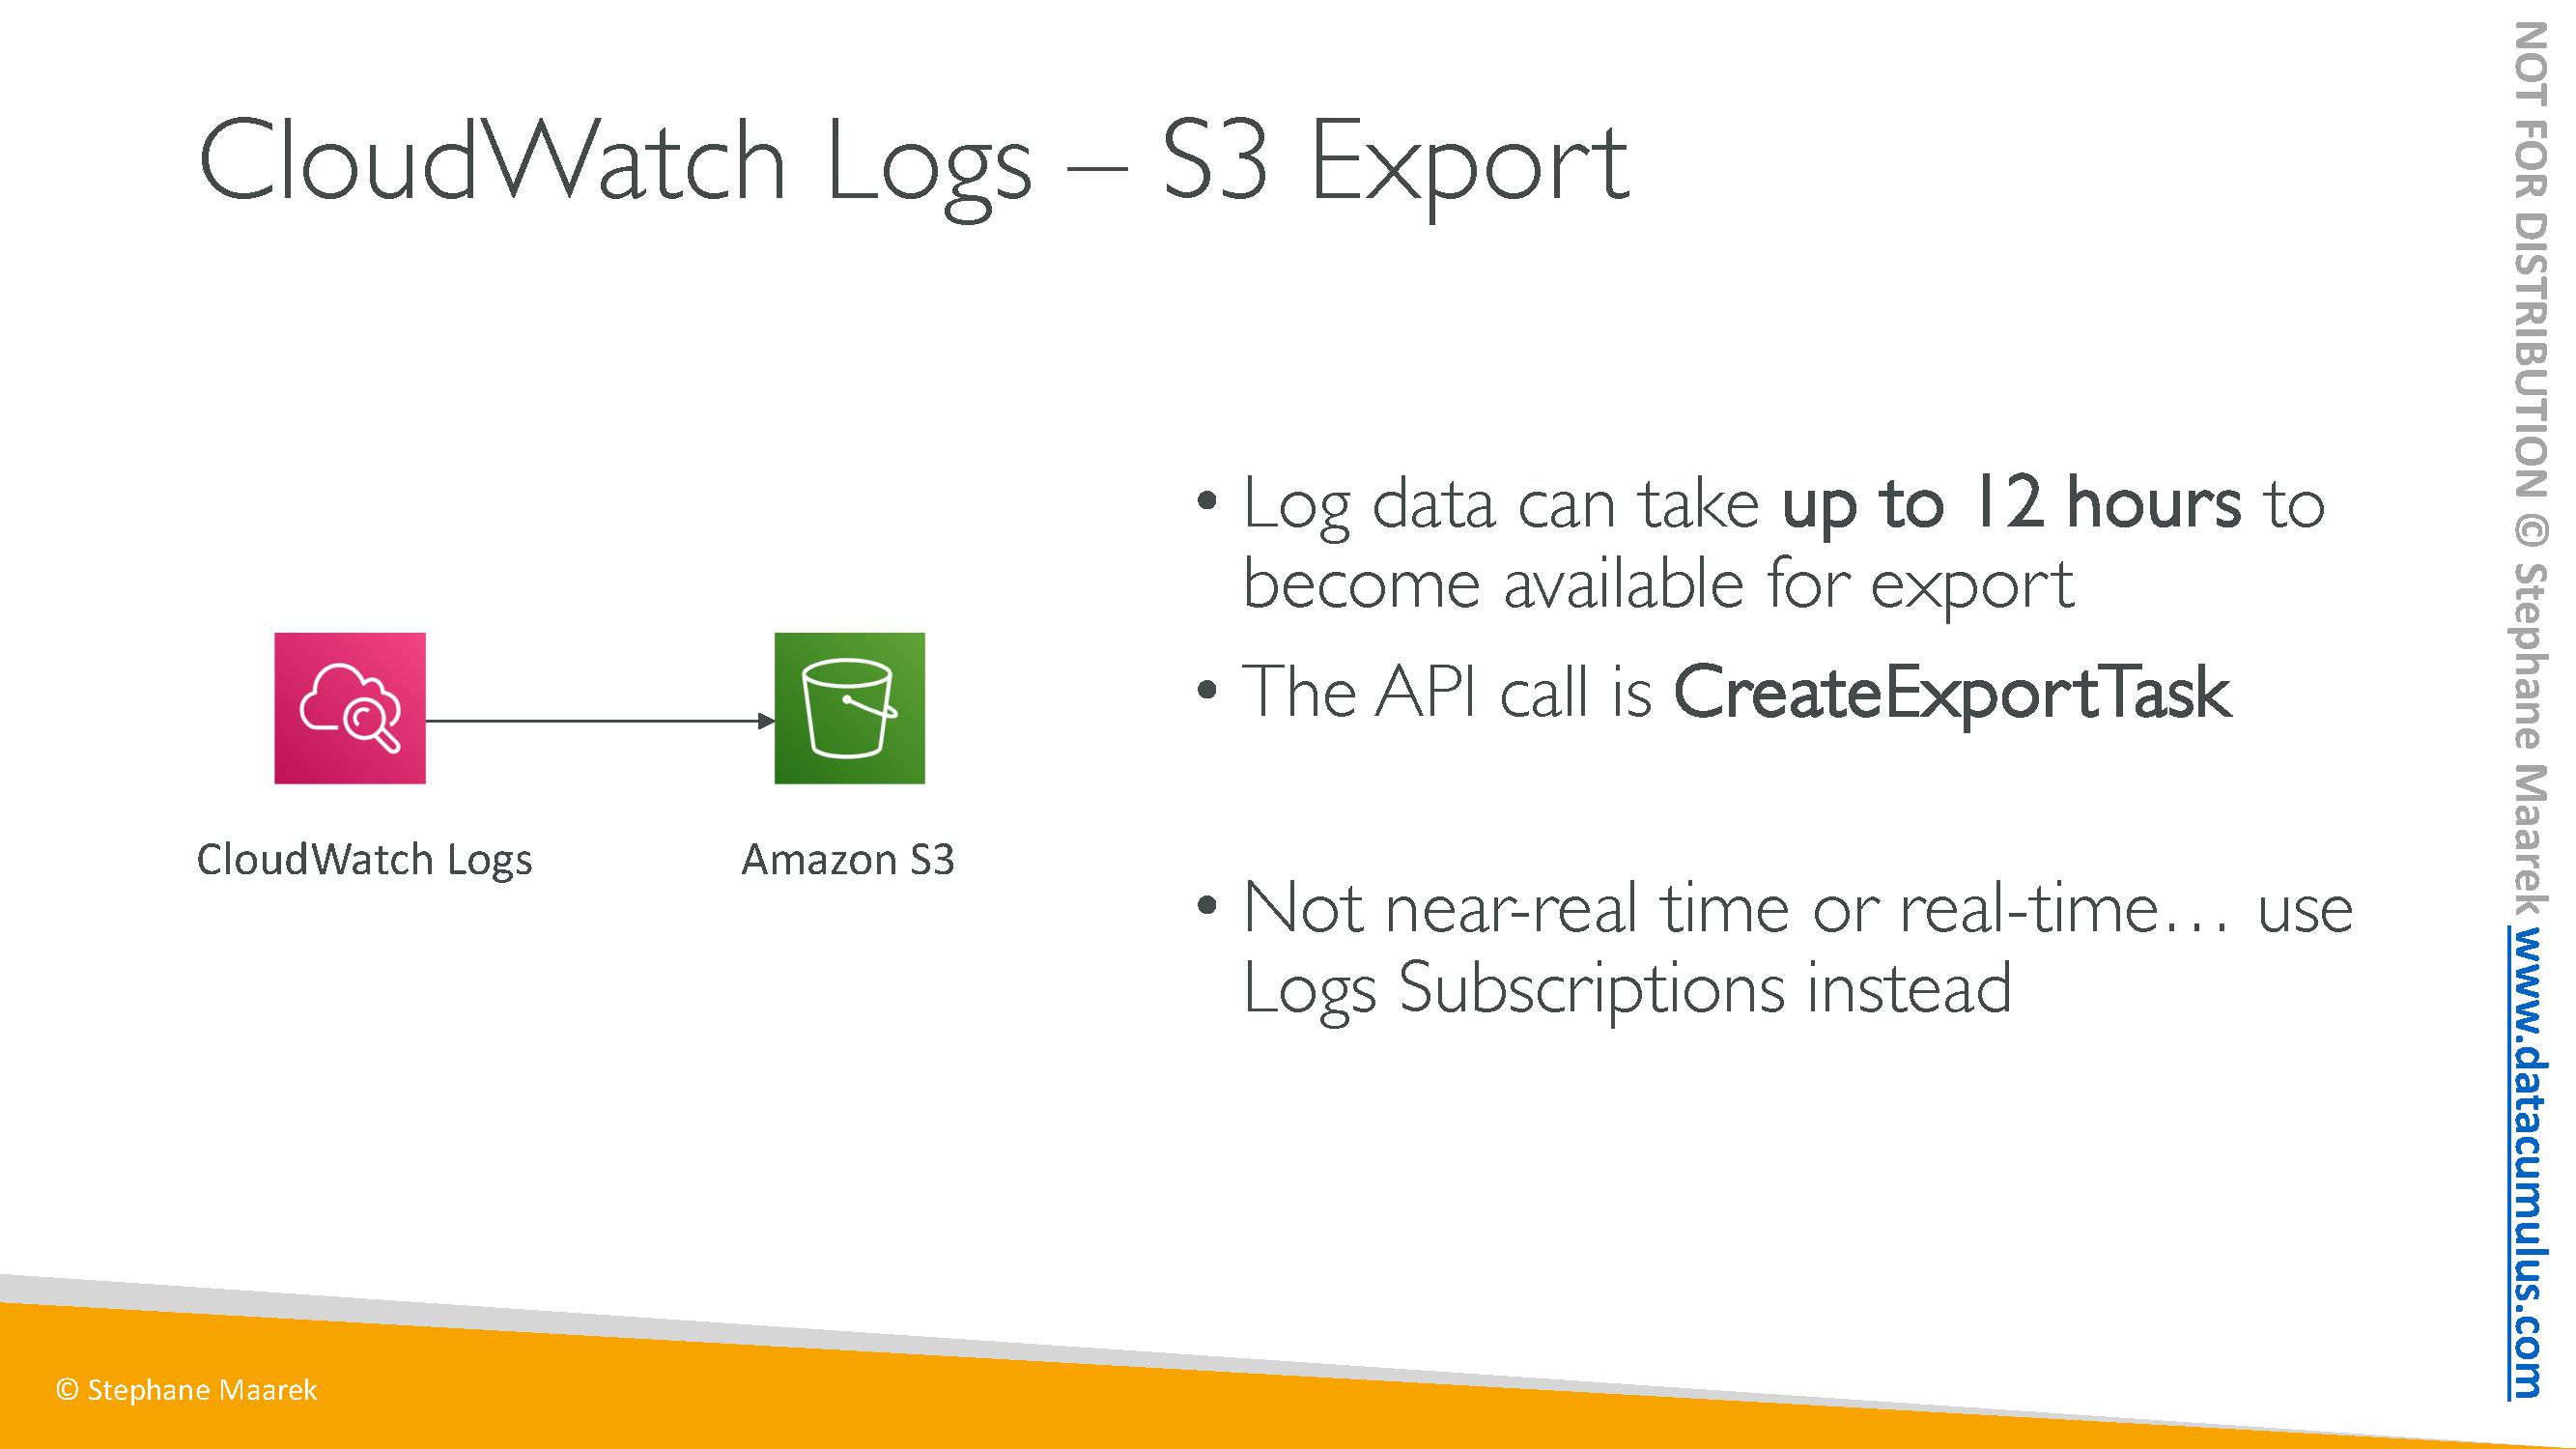 CloudWatch Logs – S3 Export
• Log data can take up to 12 hours to
become available for export
• The API call is CreateExportTask
CloudWatch Logs
Amazon S3
• Not near-real time or real-time… use
Logs Subscriptions instead
© Stephane Maarek
NOT FOR DISTRIBUTION © Stephane Maarek www.datacumulus.com